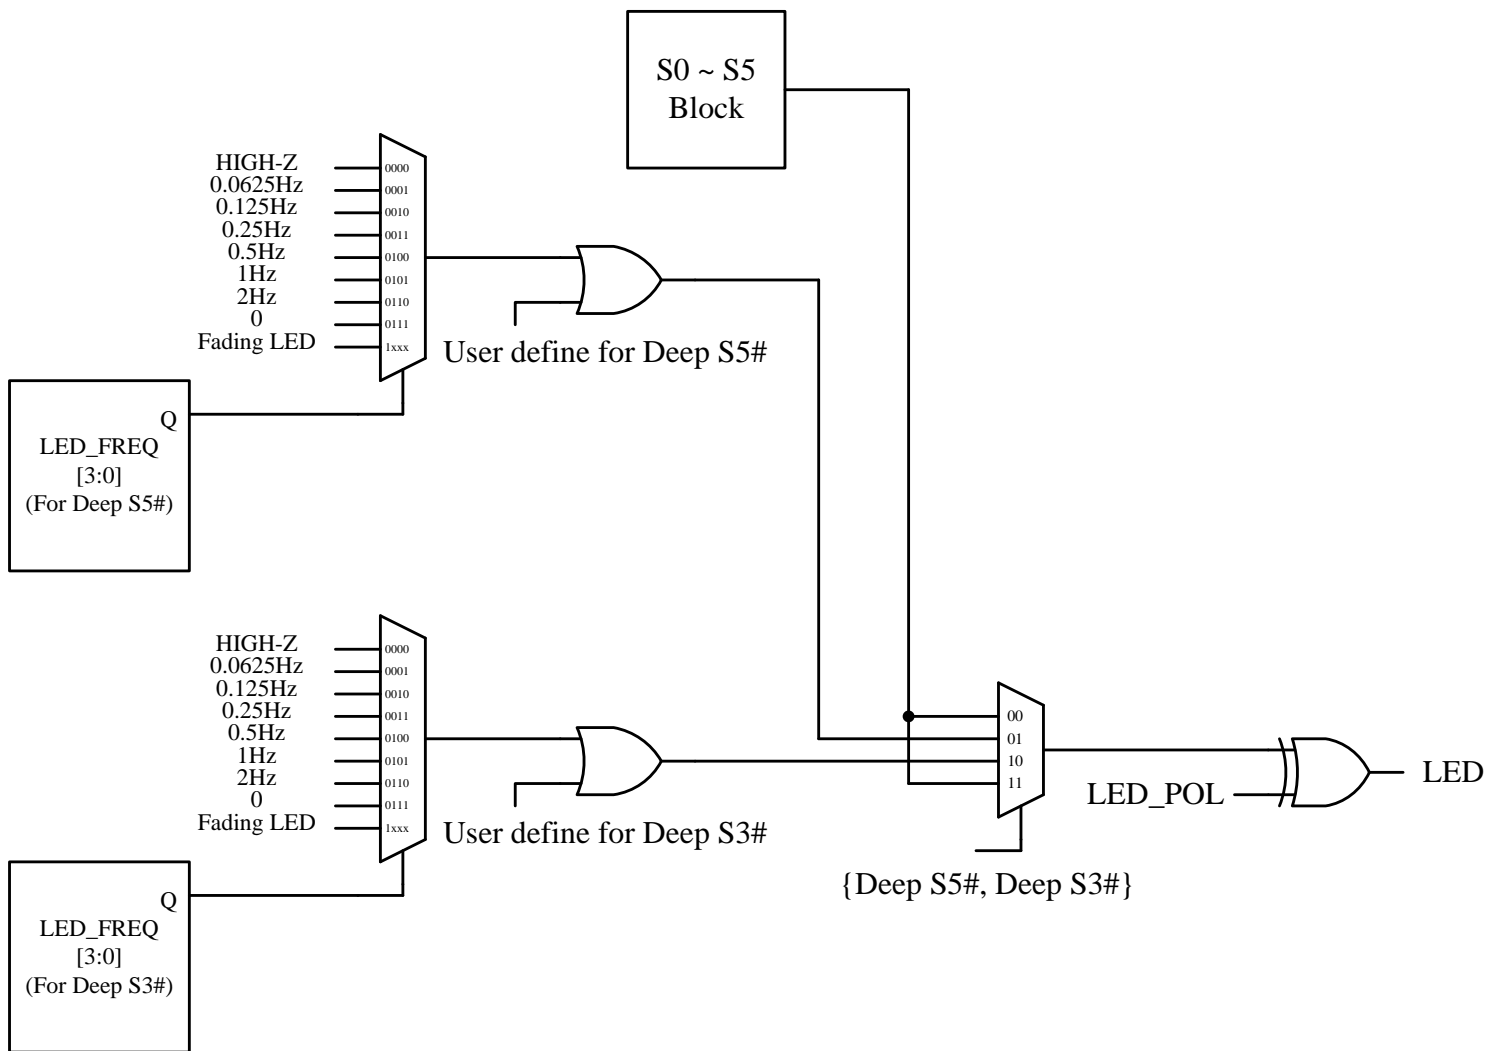 S0 ~ S5
Block
HIGH-Z
0.0625Hz
0.125Hz
0.25Hz
0.5Hz
1Hz
2Hz
0
Fading LED
0000
0001
0010
0011
0100
0101
0110
0111
1xxx
User define for Deep S5#
Q
LED_FREQ
[3:0]
(For Deep S5#)
HIGH-Z
0.0625Hz
0.125Hz
0.25Hz
0.5Hz
1Hz
2Hz
0
Fading LED
0000
0001
0010
0011
0100
0101
0110
0111
1xxx
User define for Deep S3#
Q
LED_FREQ
[3:0]
(For Deep S3#)
00
01
10
11
{Deep S5#, Deep S3#}
LED_POL
LED